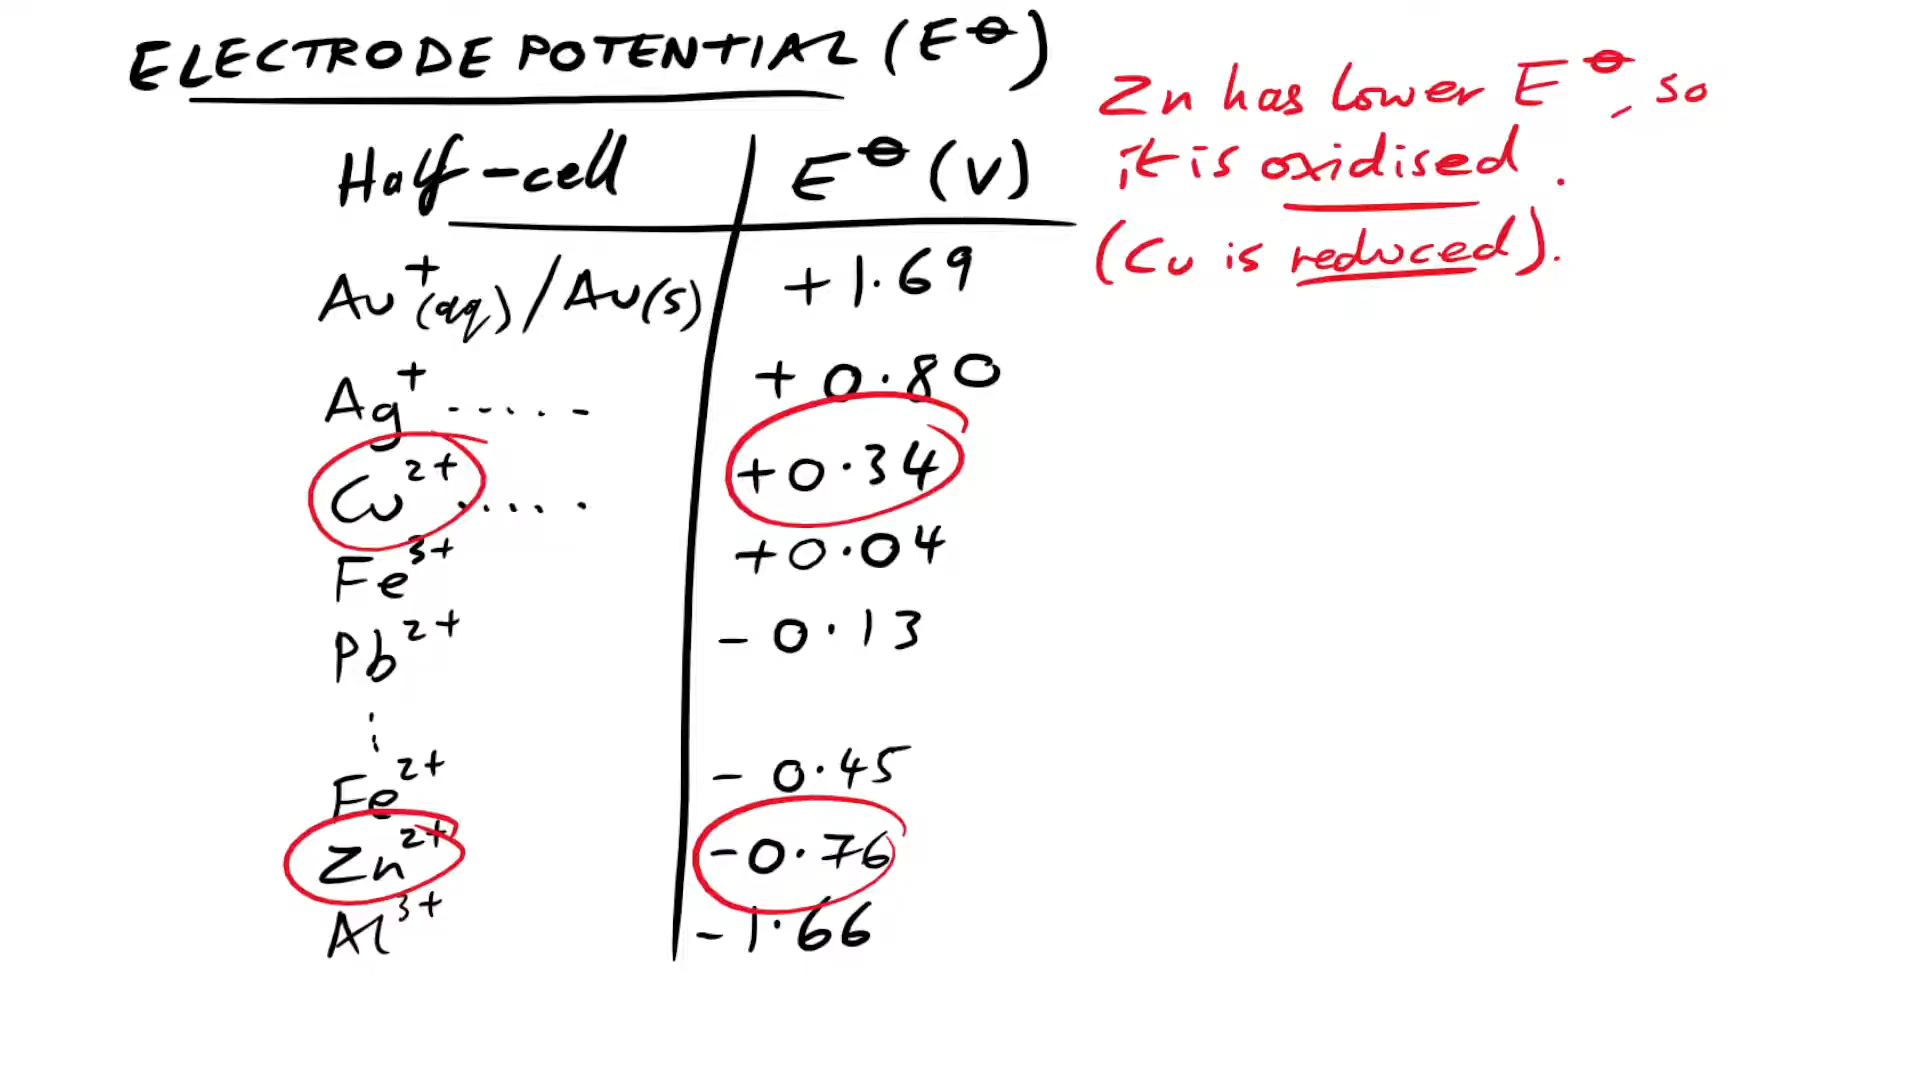 ELECTRODE POTENTIAL (E⦵)
Zn has lower E⦵, so
it is oxidised.
(Cu is reduced).
Half-cell E⦵ (V)
Au⁺(aq)/Au(s) +1.69
Ag⁺ ..... +0.80
Cu²⁺ ..... +0.34
Fe³⁺ +0.04
Pb²⁺ -0.13
⋮
Fe²⁺ -0.45
Zn²⁺ -0.76
Al³⁺ -1.66